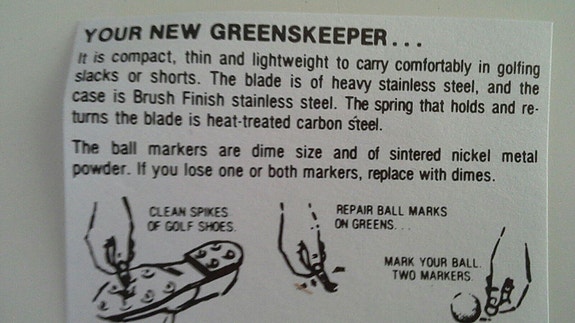 YOUR NEW GREENSKEEPER...
It is compact, thin and lightweight to carry comfortably in golfing
slacks or shorts. The blade is of heavy stainless steel, and the
case is Brush Finish stainless steel. The spring that holds and re-
turns the blade is heat-treated carbon steel.
The ball markers are dime size and of sintered nickel metal
powder. If you lose one or both markers, replace with dimes.
CLEAN SPIKES
OF GOLF SHOES.
REPAIR BALL MARKS
ON GREENS...
MARK YOUR BALL.
TWO MARKERS.